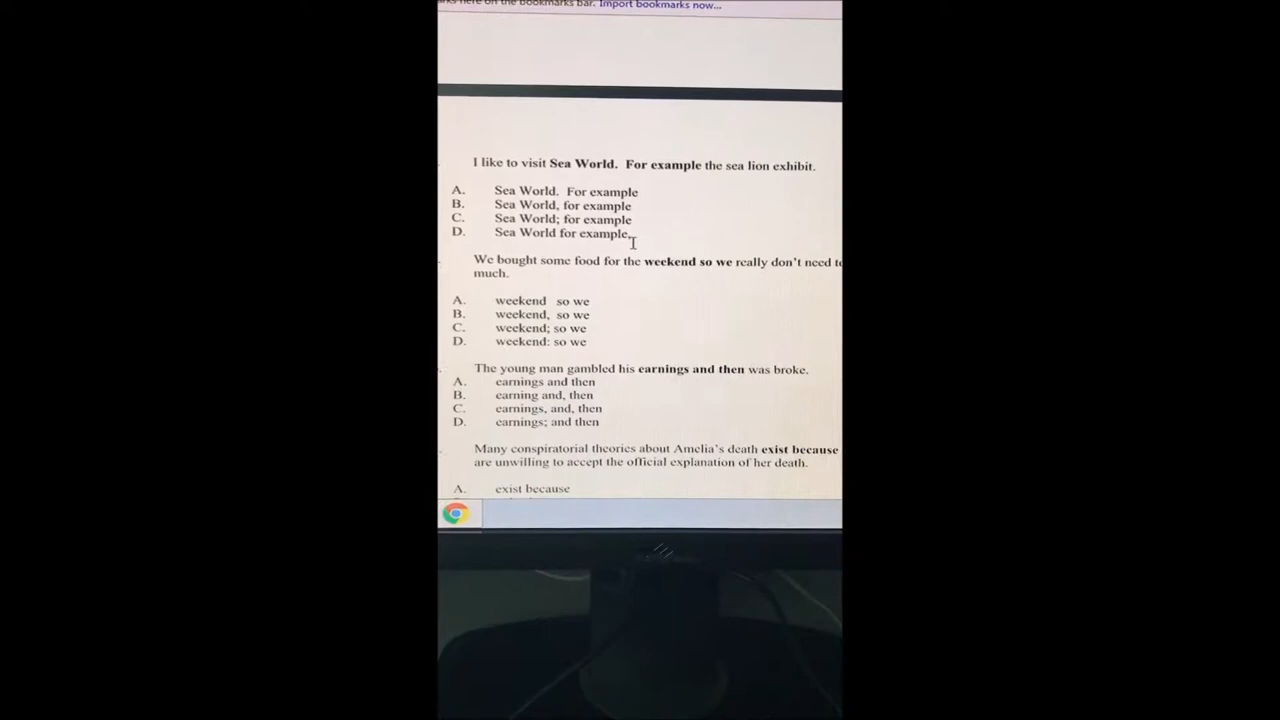 here on the bookmarks bar. Import bookmarks now...
I like to visit Sea World. For example the sea lion exhibit.
A. Sea World. For example
B. Sea World, for example
C. Sea World; for example
D. Sea World for example,
We bought some food for the weekend so we really don't need
much.
A. weekend so we
B. weekend, so we
C. weekend; so we
D. weekend: so we
The young man gambled his earnings and then was broke.
A. earnings and then
B. earning and, then
C. earnings, and, then
D. earnings; and then
Many conspiratorial theories about Amelia's death exist because
are unwilling to accept the official explanation of her death.
A. exist because